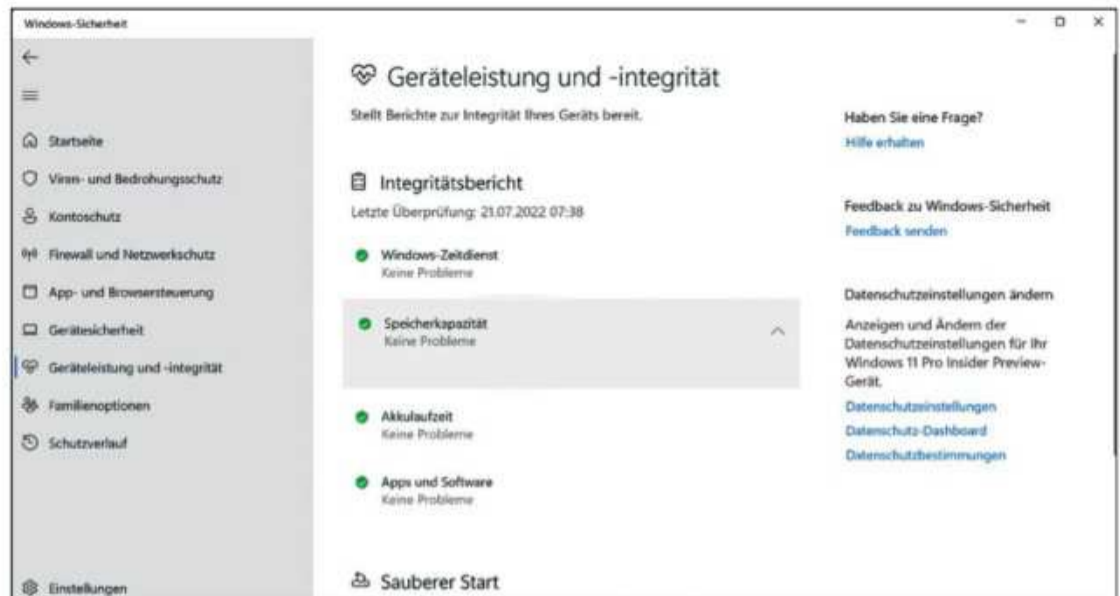 Windows-Sicherheit
Startseite
Viren- und Bedrohungsschutz
Kontoschutz
Firewall und Netzwerkschutz
App- und Browsersteuerung
Gerätesicherheit
Geräteleistung und -integrität
Familienoptionen
Schutzverlauf
Einstellungen
Geräteleistung und -integrität
Stellt Berichte zur Integrität Ihres Geräts bereit.
Integritätsbericht
Letzte Überprüfung: 21.07.2022 07:38
Windows-Zeitdienst
Keine Probleme
Speicherkapazität
Keine Probleme
Akkulaufzeit
Keine Probleme
Apps und Software
Keine Probleme
Sauberer Start
Haben Sie eine Frage?
Hilfe erhalten
Feedback zu Windows-Sicherheit
Feedback senden
Datenschutzeinstellungen ändern
Anzeigen und Ändern der
Datenschutzeinstellungen für Ihr
Windows 11 Pro Insider Preview-
Gerät.
Datenschutzeinstellungen
Datenschutz-Dashboard
Datenschutzbestimmungen